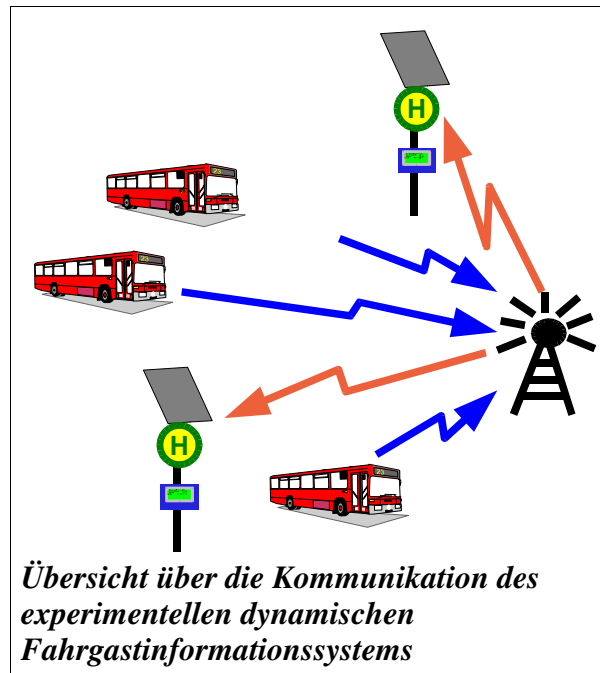 H
H
Übersicht über die Kommunikation des
experimentellen dynamischen
Fahrgastinformationssystems